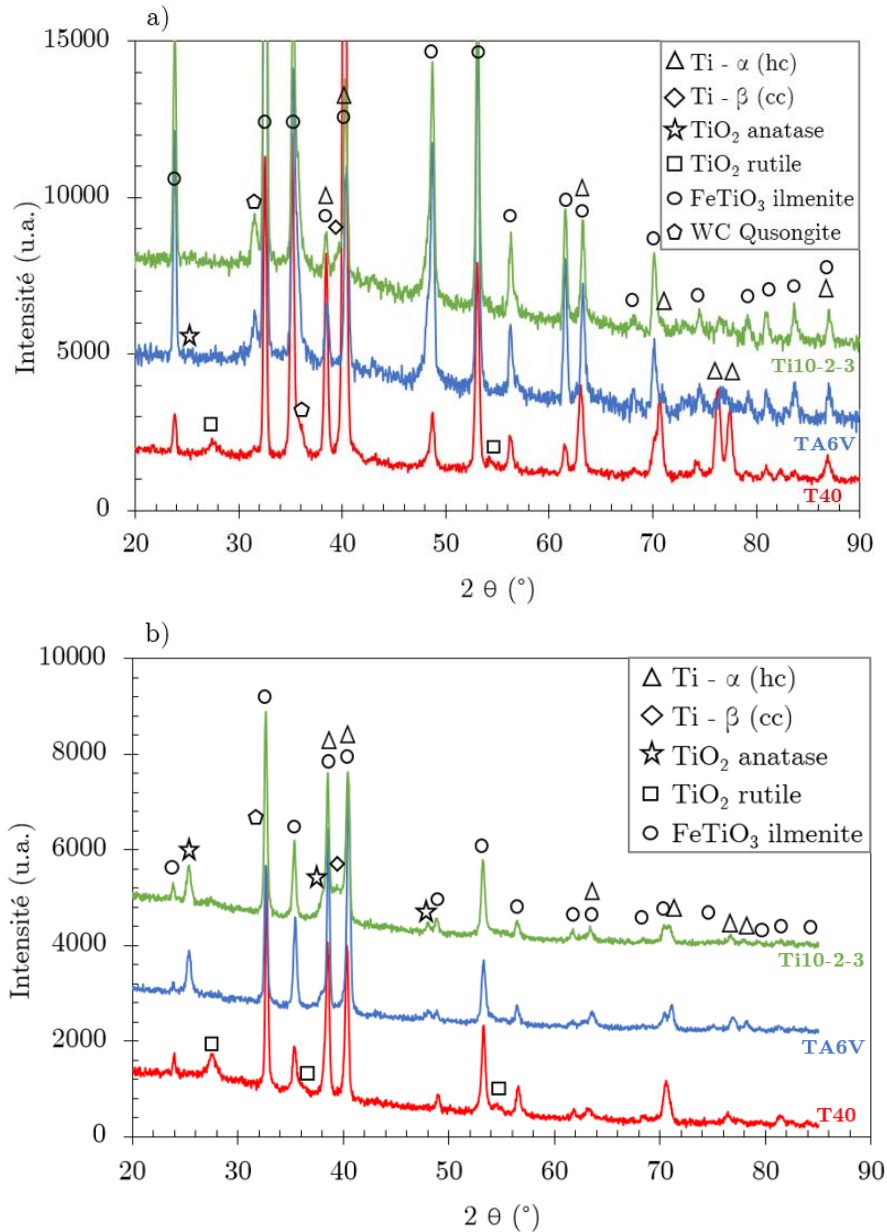 a)
15000
10000
5000
0
Intensité (u.a.)
Ti - α (hc)
Ti - β (cc)
TiO2 anatase
TiO2 rutile
FeTiO3 ilmenite
WC Qusongite
Ti10-2-3
TA6V
T40
20 30 40 50 60 70 80 90
2 θ (°)
b)
10000
8000
6000
4000
2000
0
Intensité (u.a.)
Ti - α (hc)
Ti - β (cc)
TiO2 anatase
TiO2 rutile
FeTiO3 ilmenite
Ti10-2-3
TA6V
T40
20 30 40 50 60 70 80 90
2 θ (°)